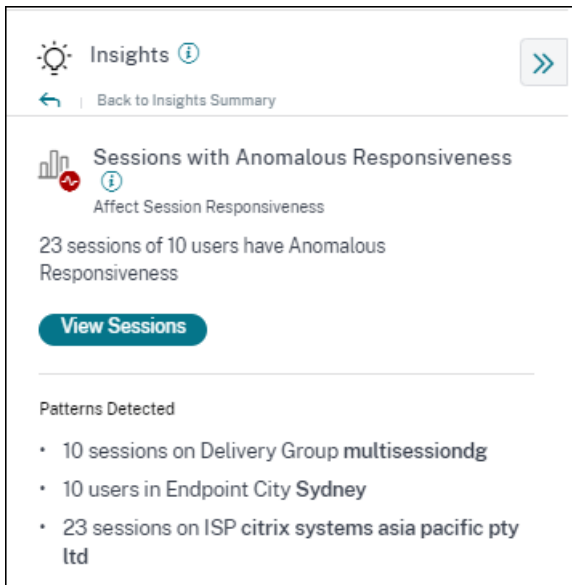 Insights
Back to Insights Summary
Sessions with Anomalous Responsiveness
Affect Session Responsiveness
23 sessions of 10 users have Anomalous
Responsiveness
View Sessions
Patterns Detected
• 10 sessions on Delivery Group multisessiondg
• 10 users in Endpoint City Sydney
• 23 sessions on ISP citrix systems asia pacific pty
ltd